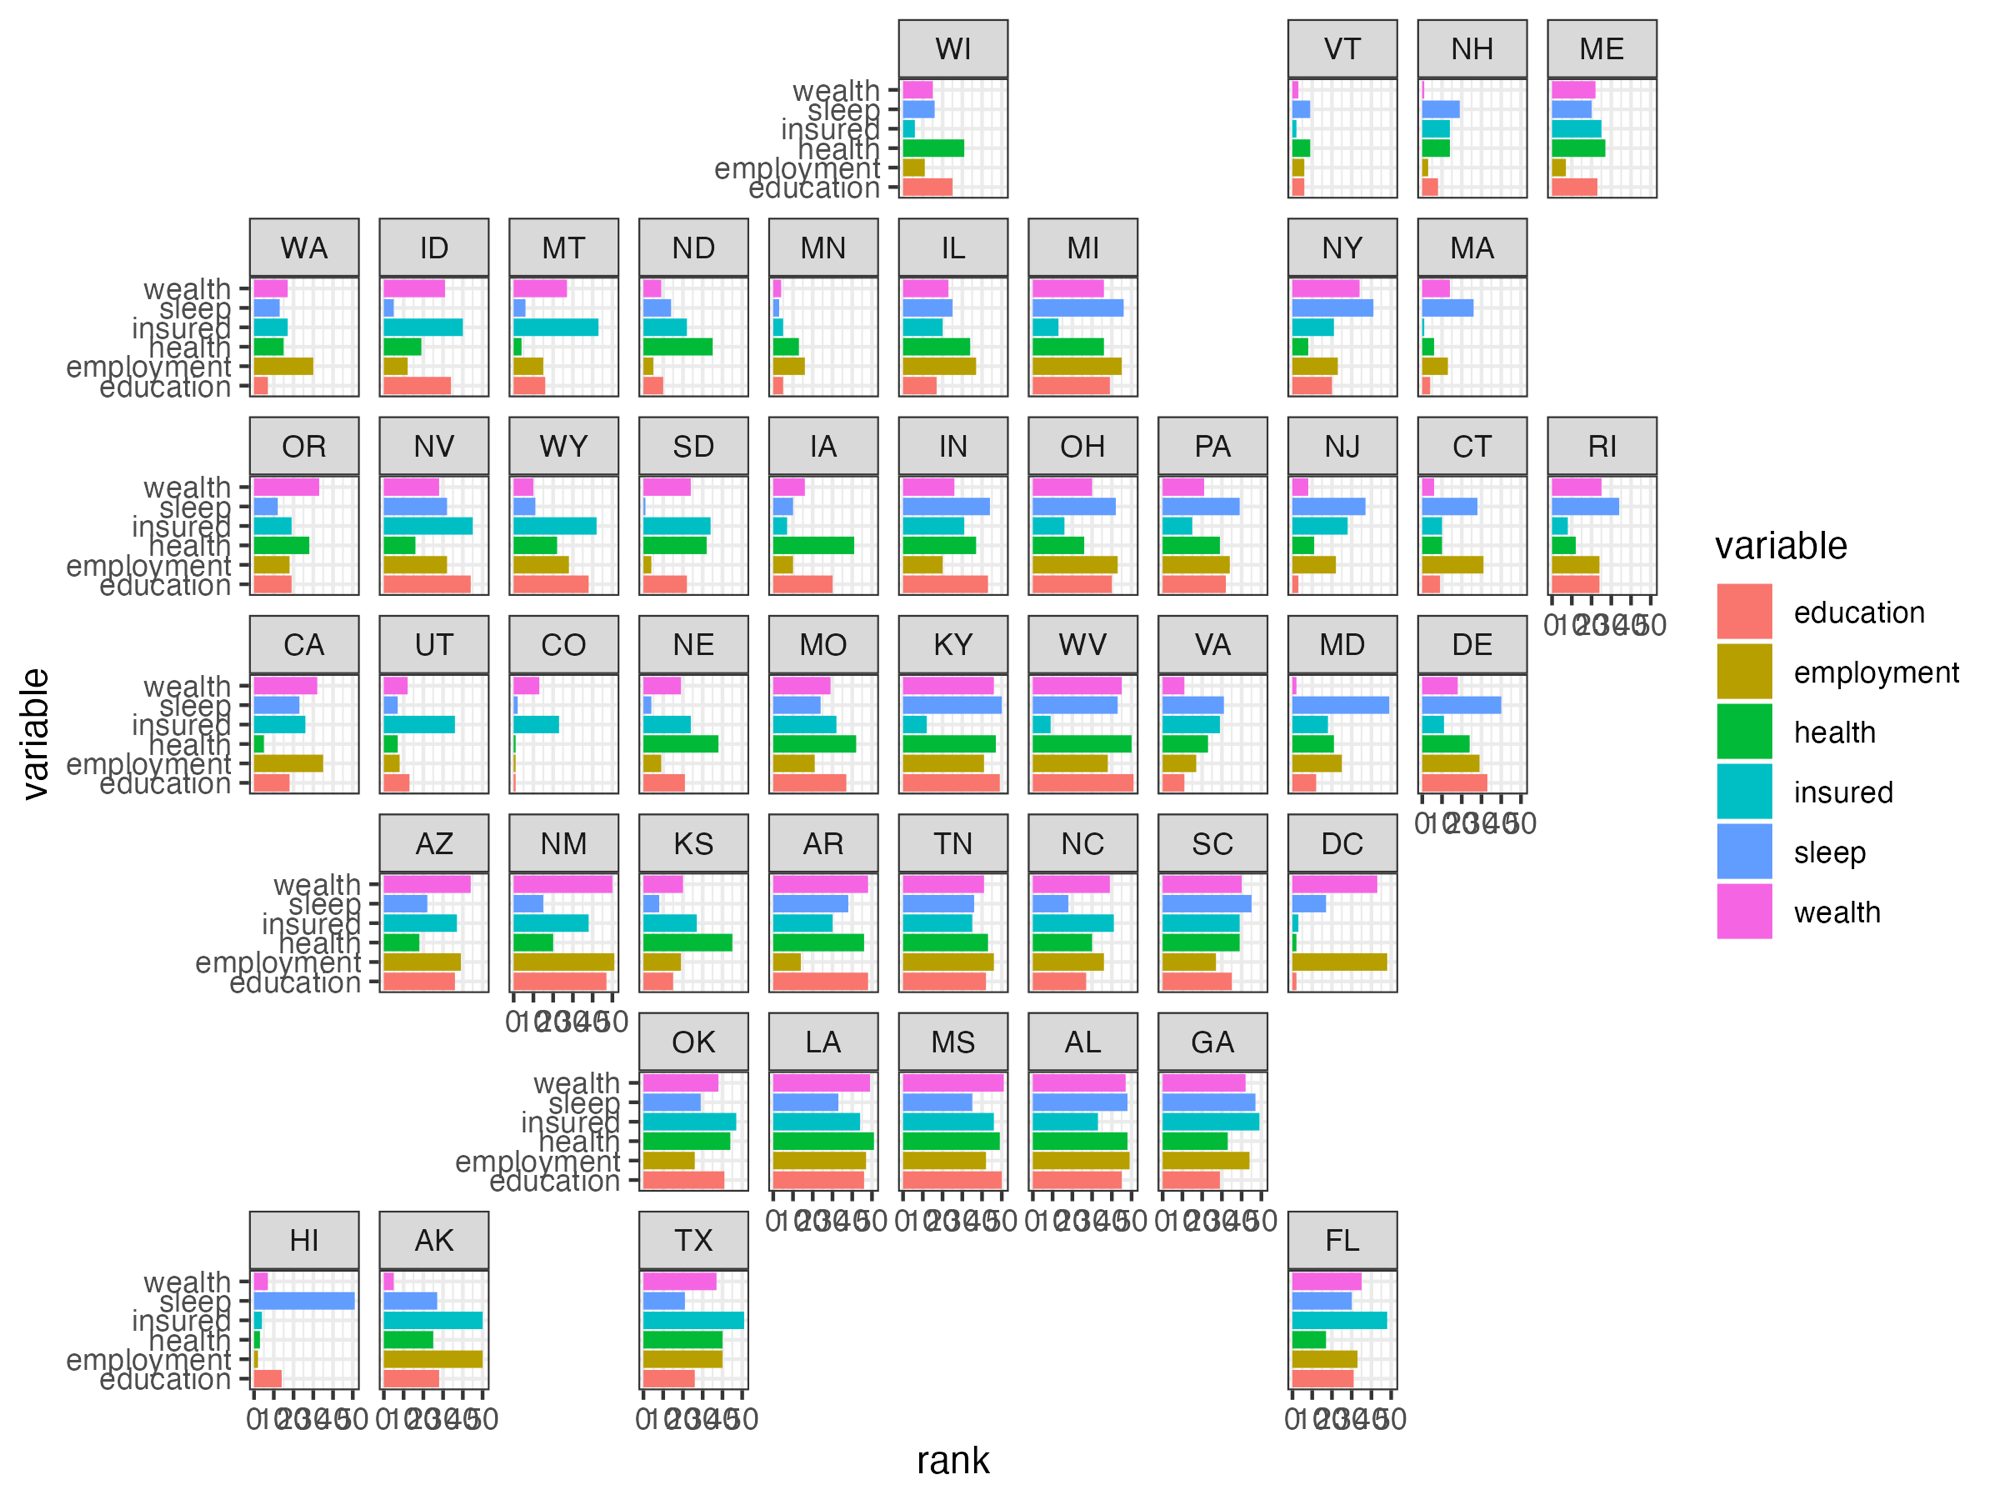 WI VT NH ME
wealth
sleep
insured
health
employment
education
WA ID MT ND MN IL MI NY MA
wealth
sleep
insured
health
employment
education
OR NV WY SD IA IN OH PA NJ CT RI
wealth
sleep
insured
health
employment
education
0 10 20 30 40 50
CA UT CO NE MO KY WV VA MD DE
wealth
sleep
insured
health
employment
education
0 10 20 30 40 50
AZ NM KS AR TN NC SC DC
wealth
sleep
insured
health
employment
education
0 10 20 30 40 50
OK LA MS AL GA
wealth
sleep
insured
health
employment
education
0 10 20 30 40 50 0 10 20 30 40 50 0 10 20 30 40 50 0 10 20 30 40 50
HI AK TX FL
wealth
sleep
insured
health
employment
education
0 10 20 30 40 50 0 10 20 30 40 50 0 10 20 30 40 50 0 10 20 30 40 50
rank
variable
variable
education
employment
health
insured
sleep
wealth